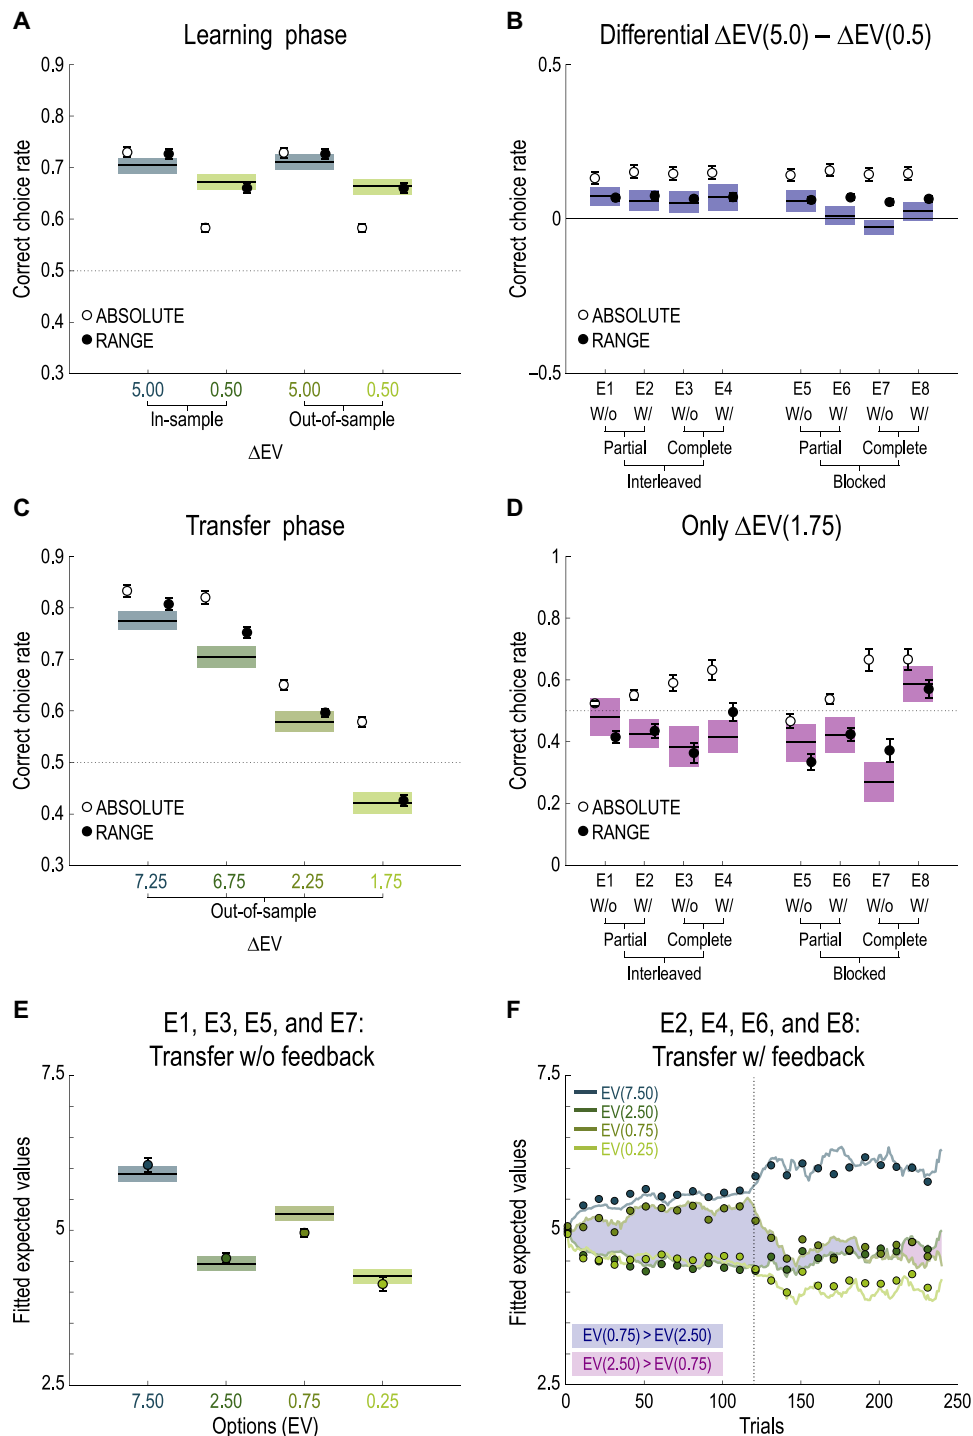 A
Learning phase
Correct choice rate
0.9
0.8
0.7
0.6
0.5
0.4
0.3
ABSOLUTE
RANGE
5.00 0.50 5.00 0.50
In-sample Out-of-sample
ΔEV
B
Differential ΔEV(5.0) – ΔEV(0.5)
Correct choice rate
0.5
0
–0.5
ABSOLUTE
RANGE
E1 E2 E3 E4 E5 E6 E7 E8
W/o W/ W/o W/ W/o W/ W/o W/
Partial Complete Partial Complete
Interleaved Blocked
C
Transfer phase
Correct choice rate
0.9
0.8
0.7
0.6
0.5
0.4
0.3
ABSOLUTE
RANGE
7.25 6.75 2.25 1.75
Out-of-sample
ΔEV
D
Only ΔEV(1.75)
Correct choice rate
1
0.8
0.6
0.4
0.2
0
ABSOLUTE
RANGE
E1 E2 E3 E4 E5 E6 E7 E8
W/o W/ W/o W/ W/o W/ W/o W/
Partial Complete Partial Complete
Interleaved Blocked
E
E1, E3, E5, and E7:
Transfer w/o feedback
Fitted expected values
7.5
5
2.5
7.50 2.50 0.75 0.25
Options (EV)
F
E2, E4, E6, and E8:
Transfer w/ feedback
Fitted expected values
7.5
5
2.5
EV(7.50)
EV(2.50)
EV(0.75)
EV(0.25)
EV(0.75) > EV(2.50)
EV(2.50) > EV(0.75)
0 50 100 150 200 250
Trials